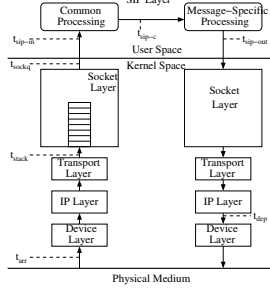 SIP Layer
Common
Processing
Message-Specific
Processing
t_sip-c
t_sip-in
t_sip-out
User Space
Kernel Space
t_sockq
Socket
Layer
Socket
Layer
t_stack
Transport
Layer
Transport
Layer
IP Layer
IP Layer
t_dep
Device
Layer
Device
Layer
t_arr
Physical Medium